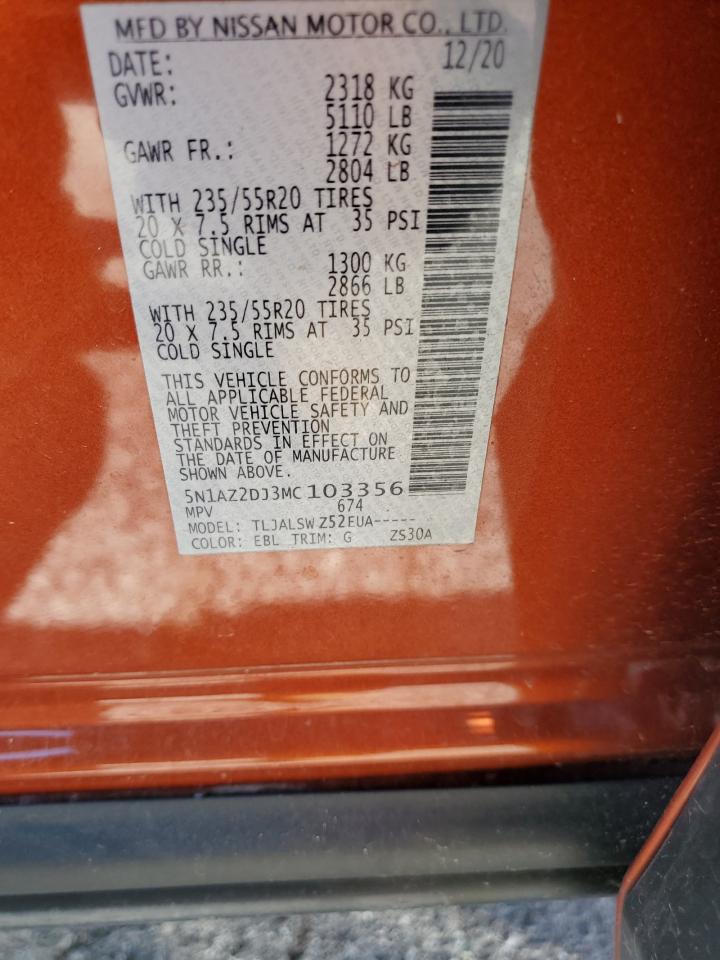 MFD BY NISSAN MOTOR CO., LTD.
DATE: 12/20
GVWR: 2318 KG
5110 LB
GAWR FR.: 1272 KG
2804 LB
WITH 235/55R20 TIRES
20 X 7.5 RIMS AT 35 PSI
COLD SINGLE
GAWR RR.: 1300 KG
2866 LB
WITH 235/55R20 TIRES
20 X 7.5 RIMS AT 35 PSI
COLD SINGLE
THIS VEHICLE CONFORMS TO
ALL APPLICABLE FEDERAL
MOTOR VEHICLE SAFETY AND
THEFT PREVENTION
STANDARDS IN EFFECT ON
THE DATE OF MANUFACTURE
SHOWN ABOVE.
5N1AZ2DJ3MC103356
MPV 674
MODEL: TLJALSWZ52EUA-----
COLOR: EBL TRIM: G ZS30A